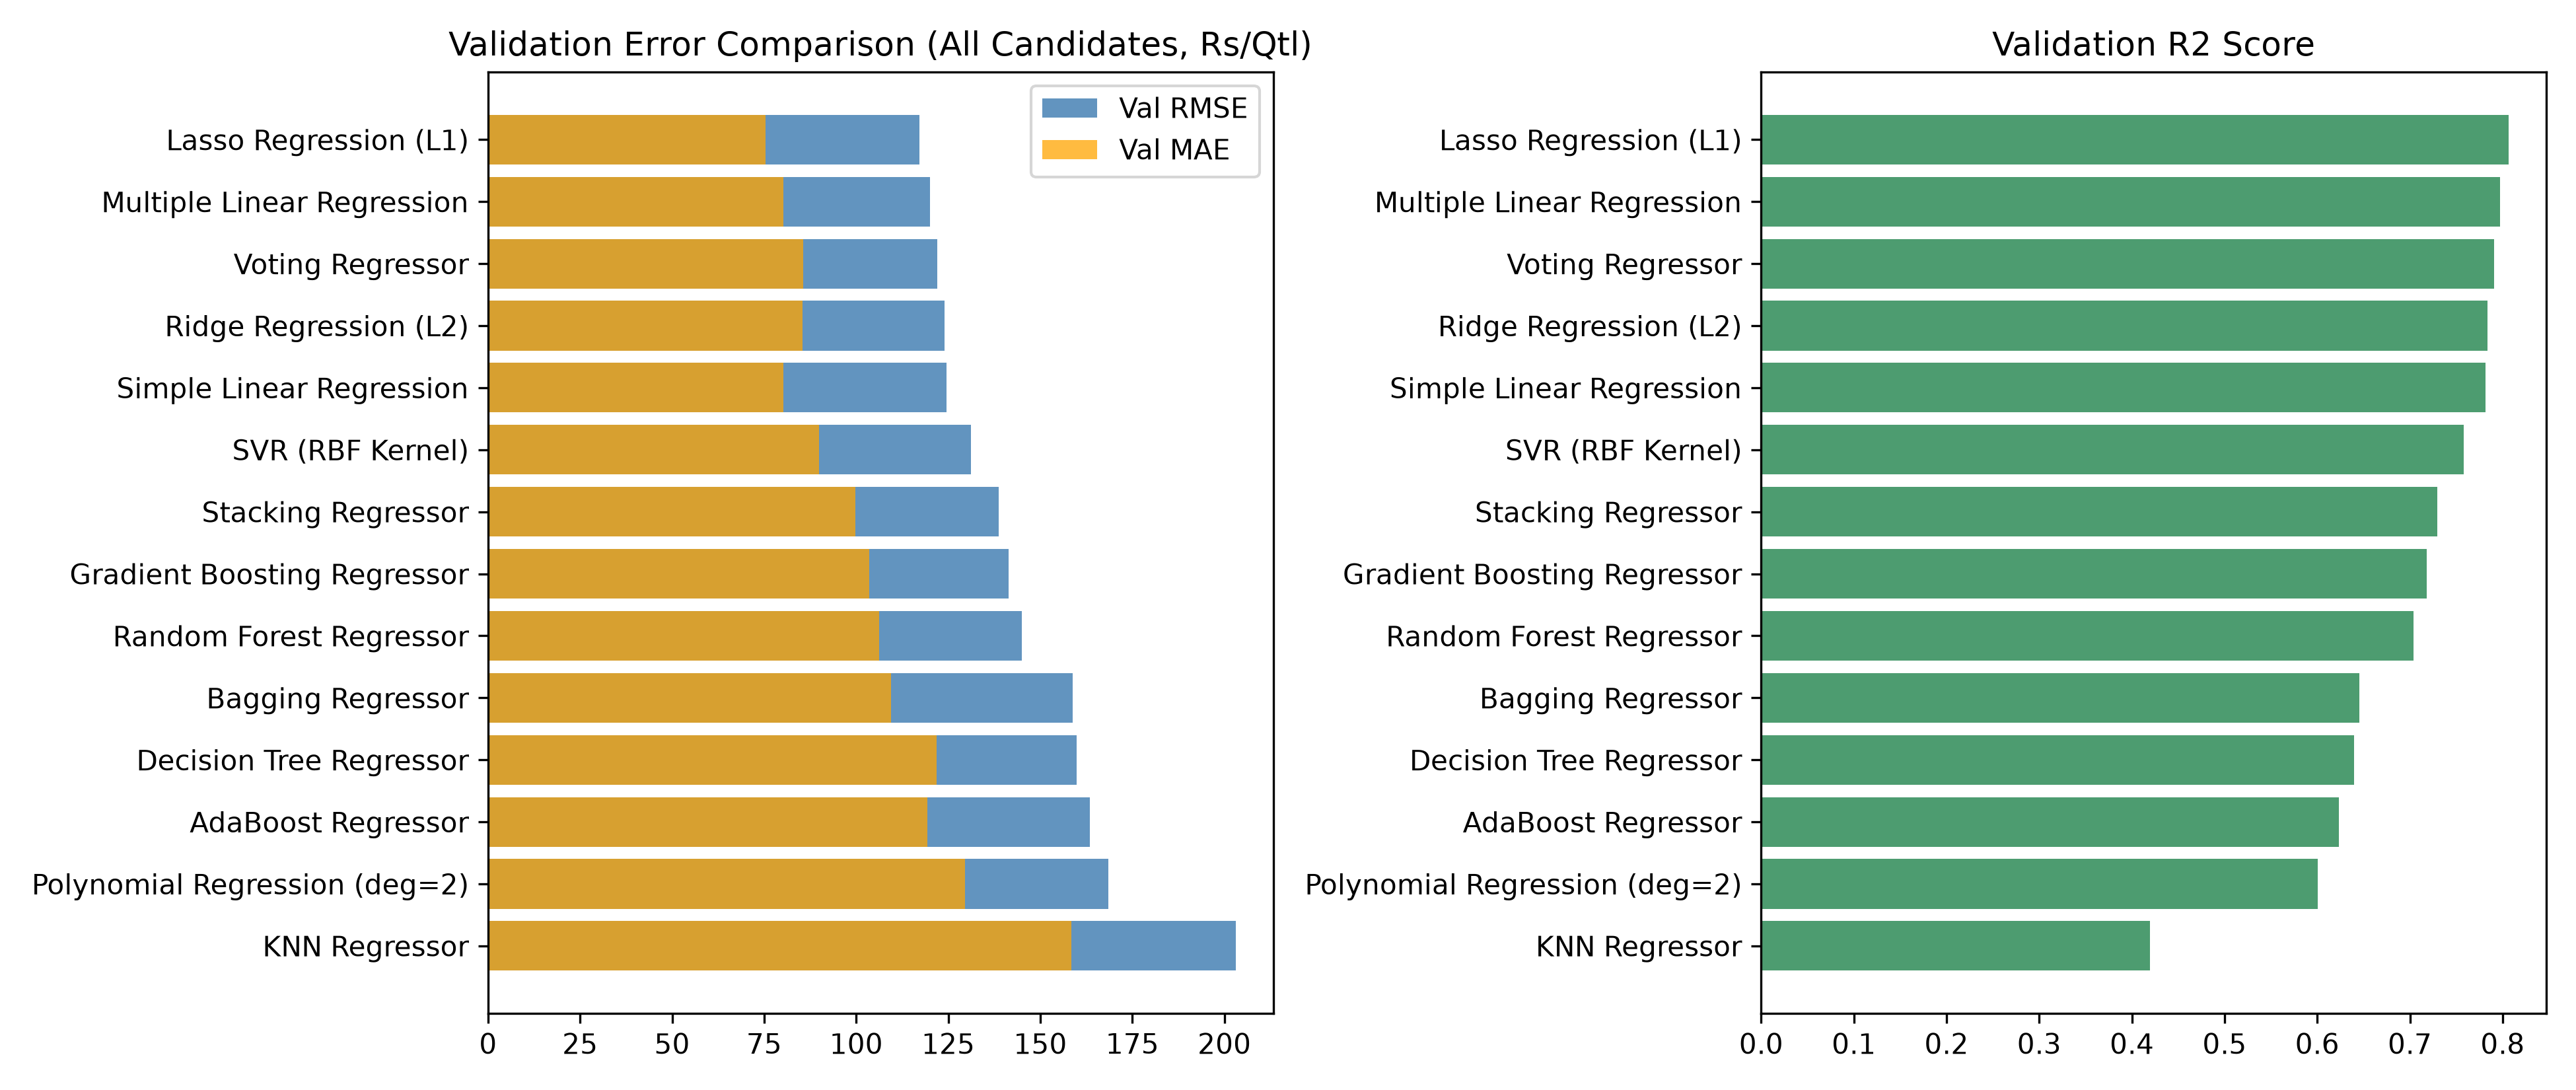 Validation Error Comparison (All Candidates, Rs/Qtl)
Val RMSE
Val MAE
Lasso Regression (L1)
Multiple Linear Regression
Voting Regressor
Ridge Regression (L2)
Simple Linear Regression
SVR (RBF Kernel)
Stacking Regressor
Gradient Boosting Regressor
Random Forest Regressor
Bagging Regressor
Decision Tree Regressor
AdaBoost Regressor
Polynomial Regression (deg=2)
KNN Regressor
0 25 50 75 100 125 150 175 200
Validation R2 Score
Lasso Regression (L1)
Multiple Linear Regression
Voting Regressor
Ridge Regression (L2)
Simple Linear Regression
SVR (RBF Kernel)
Stacking Regressor
Gradient Boosting Regressor
Random Forest Regressor
Bagging Regressor
Decision Tree Regressor
AdaBoost Regressor
Polynomial Regression (deg=2)
KNN Regressor
0.0 0.1 0.2 0.3 0.4 0.5 0.6 0.7 0.8